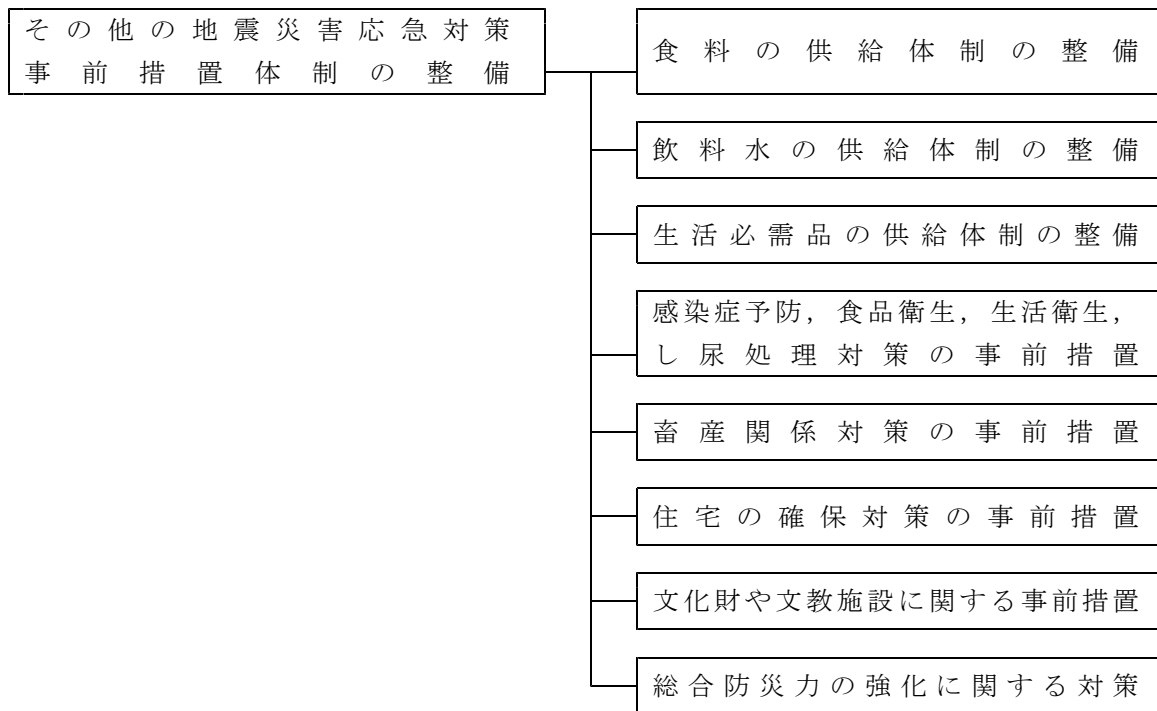 その他の地震災害応急対策
事前措置体制の整備
食料の供給体制の整備
飲料水の供給体制の整備
生活必需品の供給体制の整備
感染症予防，食品衛生，生活衛生，
し尿処理対策の事前措置
畜産関係対策の事前措置
住宅の確保対策の事前措置
文化財や文教施設に関する事前措置
総合防災力の強化に関する対策